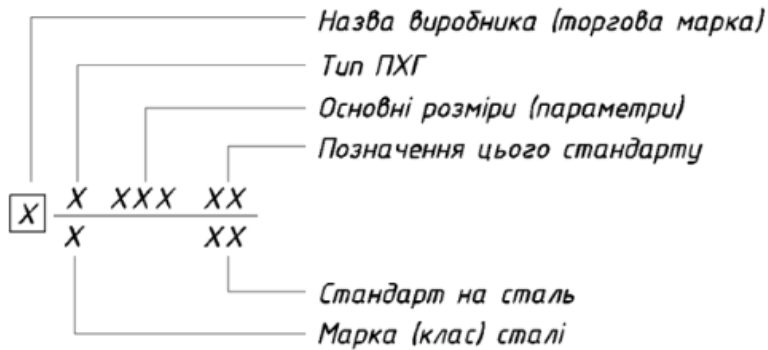 Назва виробника (торгова марка)
Тип ПХГ
Основні розміри (параметри)
Позначення цього стандарту
X X XXX XX
X XX
Стандарт на сталь
Марка (клас) сталі